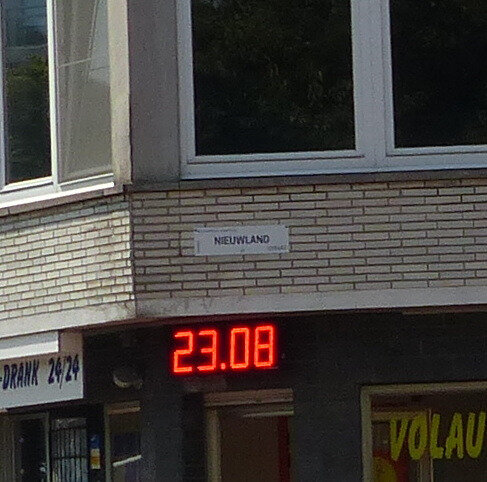 NIEUWLAND
23.08
-DRANK 24/24
VOLAU